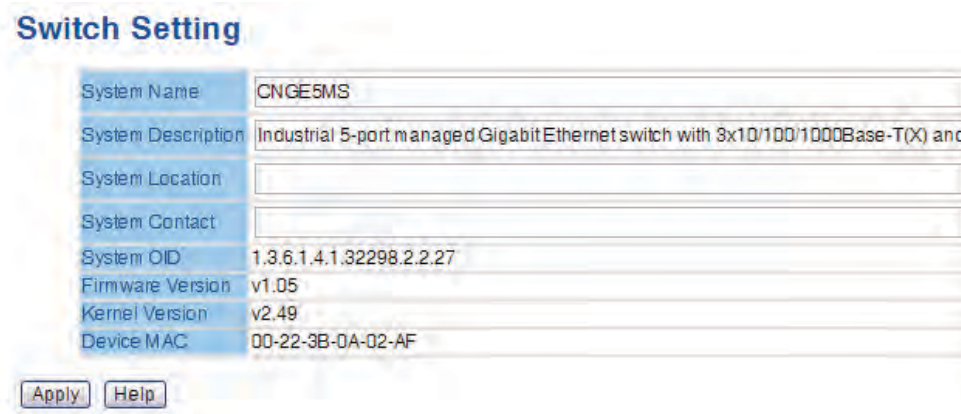 Switch Setting
System Name CNGE5MS
System Description Industrial 5-port managed Gigabit Ethernet switch with 3x10/100/1000Base-T(X) and
System Location
System Contact
System OID 1.3.6.1.4.1.32298.2.2.27
Firmware Version v1.05
Kernel Version v2.49
Device MAC 00-22-3B-0A-02-AF
Apply Help